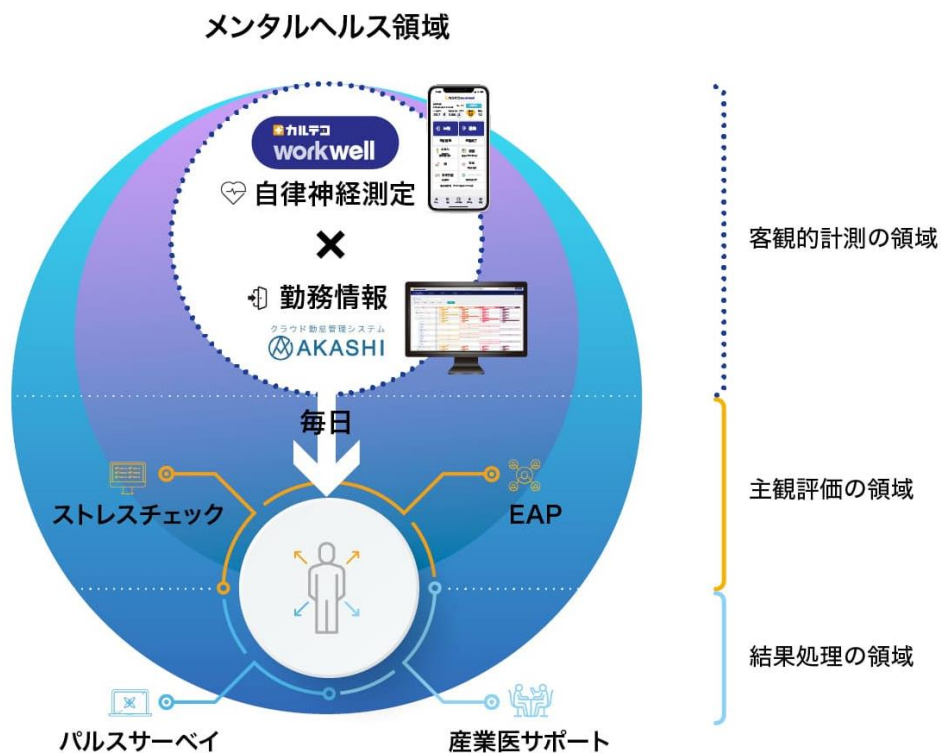 メンタルヘルス領域
カルテコ
workwell
自律神経測定
×
勤務情報
クラウド勤怠管理システム
AKASHI
毎日
客観的計測の領域
ストレスチェック
EAP
主観評価の領域
結果処理の領域
パルスサーベイ
産業医サポート